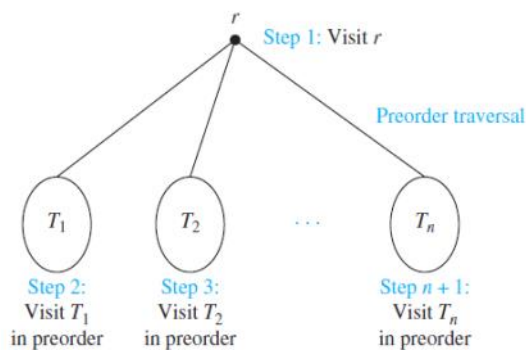 r
Step 1: Visit r
Preorder traversal
T1
T2
. . .
Tn
Step 2:
Visit T1
in preorder
Step 3:
Visit T2
in preorder
Step n + 1:
Visit Tn
in preorder